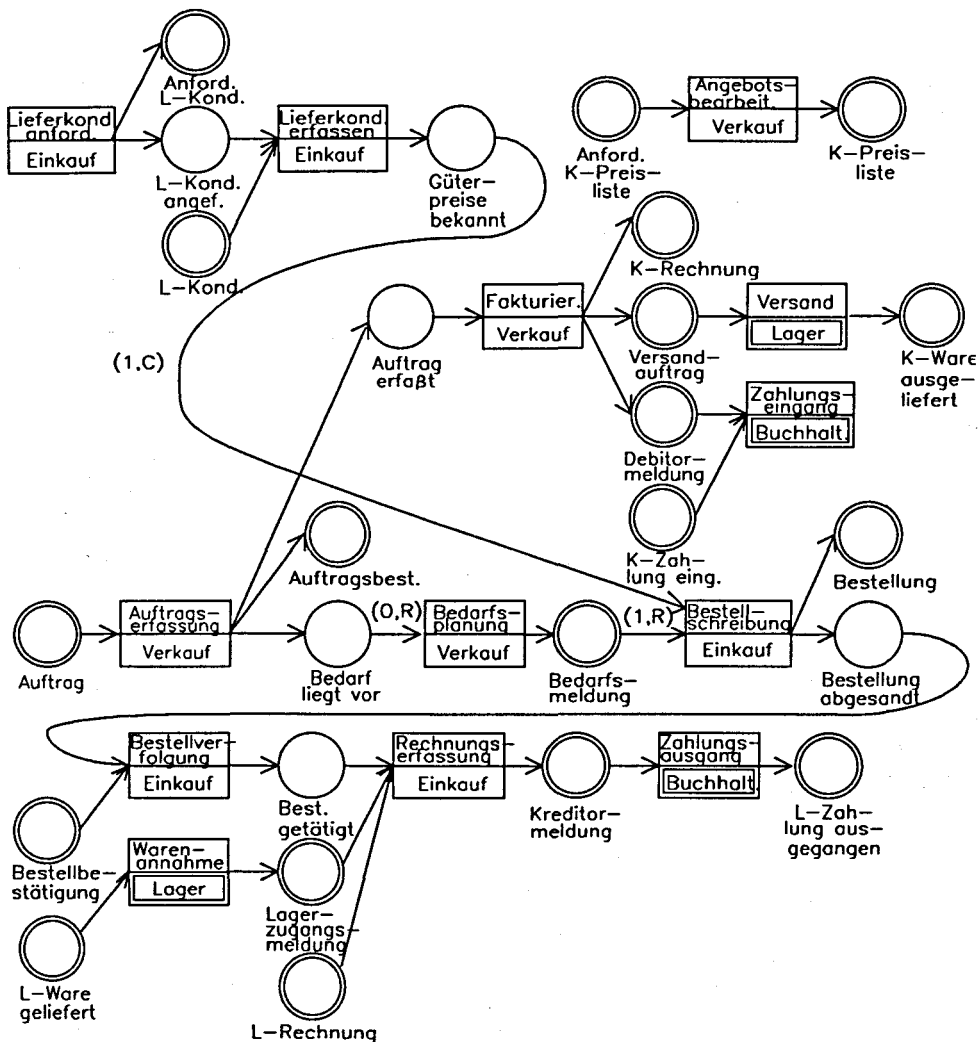 Anford.
L-Kond.
Lieferkond.
anford.
Einkauf
L-Kond.
angef.
L-Kond.
Lieferkond.
erfassen
Einkauf
Güter-
preise
bekannt
Anford.
K-Preis-
liste
Angebots-
bearbeit.
Verkauf
K-Preis-
liste
(1,C)
Auftrag
erfaßt
Fakturier.
Verkauf
K-Rechnung
Versand-
auftrag
Versand
Lager
K-Ware
ausge-
liefert
Debitor-
meldung
Zahlungs-
eingang
Buchhalt.
K-Zah-
lung eing.
Auftragsbest.
Bestellung
Auftrag
Auftrags-
erfassung
Verkauf
Bedarf
liegt vor
(0,R)
Bedarfs-
planung
Verkauf
Bedarfs-
meldung
(1,R)
Bestell-
schreibung
Einkauf
Bestellung
abgesandt
Bestellver-
folgung
Einkauf
Best.
getätigt
Rechnungs-
erfassung
Einkauf
Kreditor-
meldung
Zahlungs-
ausgang
Buchhalt.
L-Zah-
lung aus-
gegangen
Bestellbe-
stätigung
Waren-
annahme
Lager
Lager-
zugangs-
meldung
L-Ware
geliefert
L-Rechnung